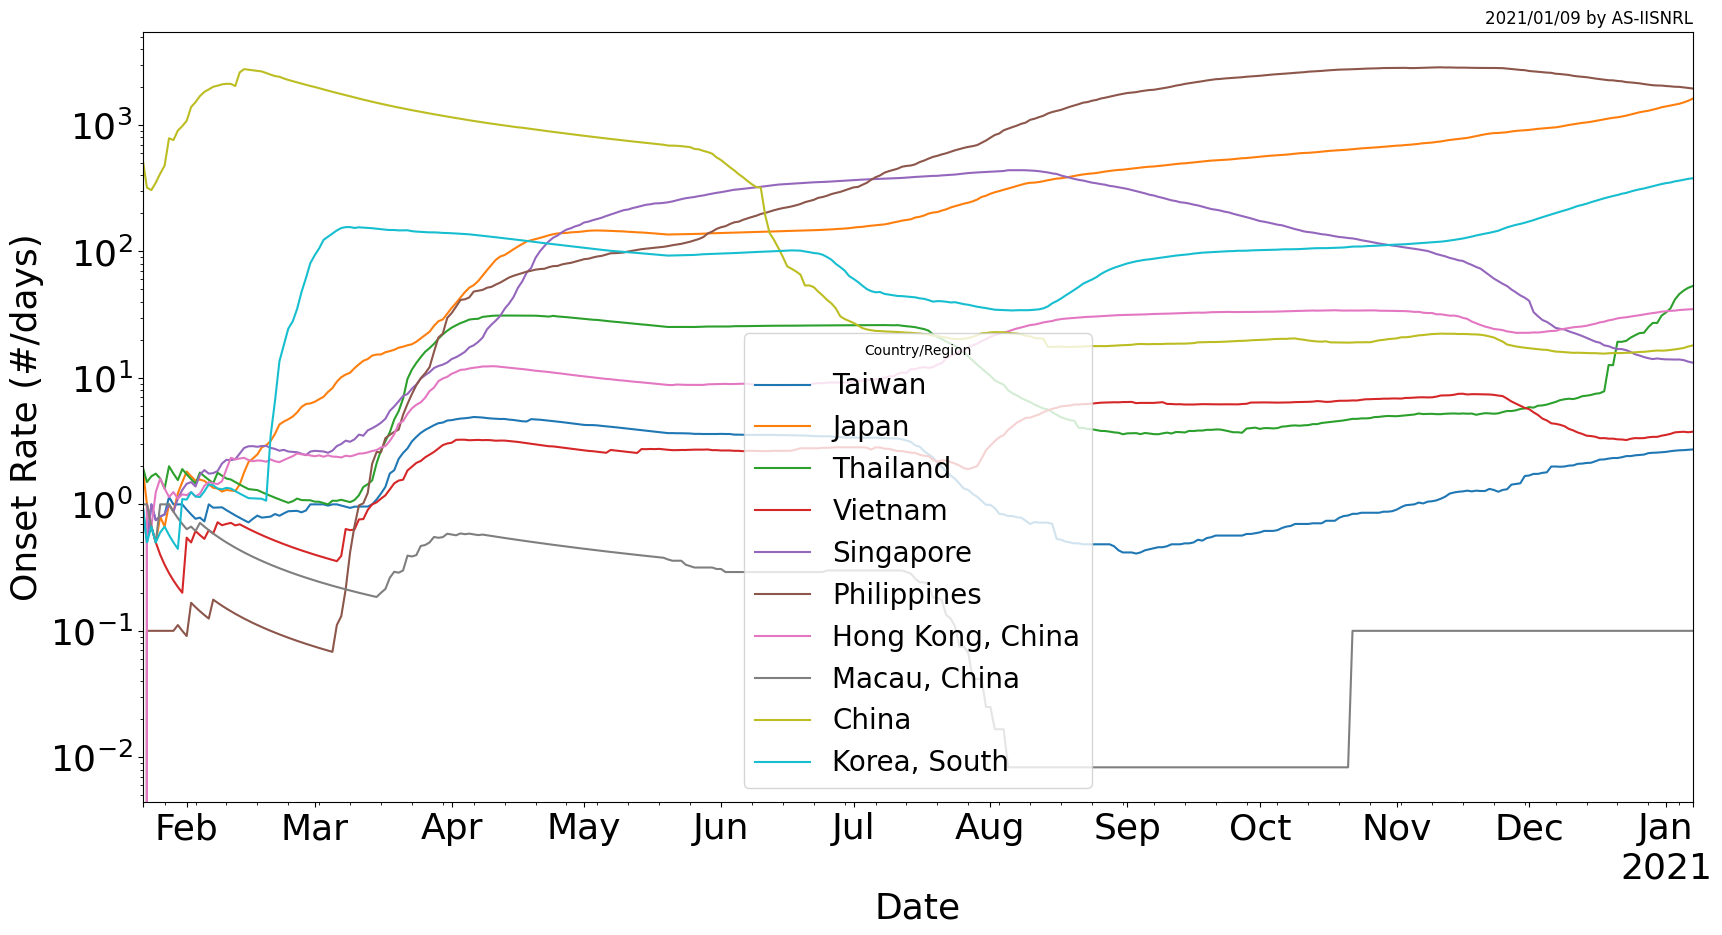 2021/01/09 by AS-IISNRL
Onset Rate (#/days)
10^3
10^2
10^1
10^0
10^-1
10^-2
Country/Region
Taiwan
Japan
Thailand
Vietnam
Singapore
Philippines
Hong Kong, China
Macau, China
China
Korea, South
Feb Mar Apr May Jun Jul Aug Sep Oct Nov Dec Jan
2021
Date